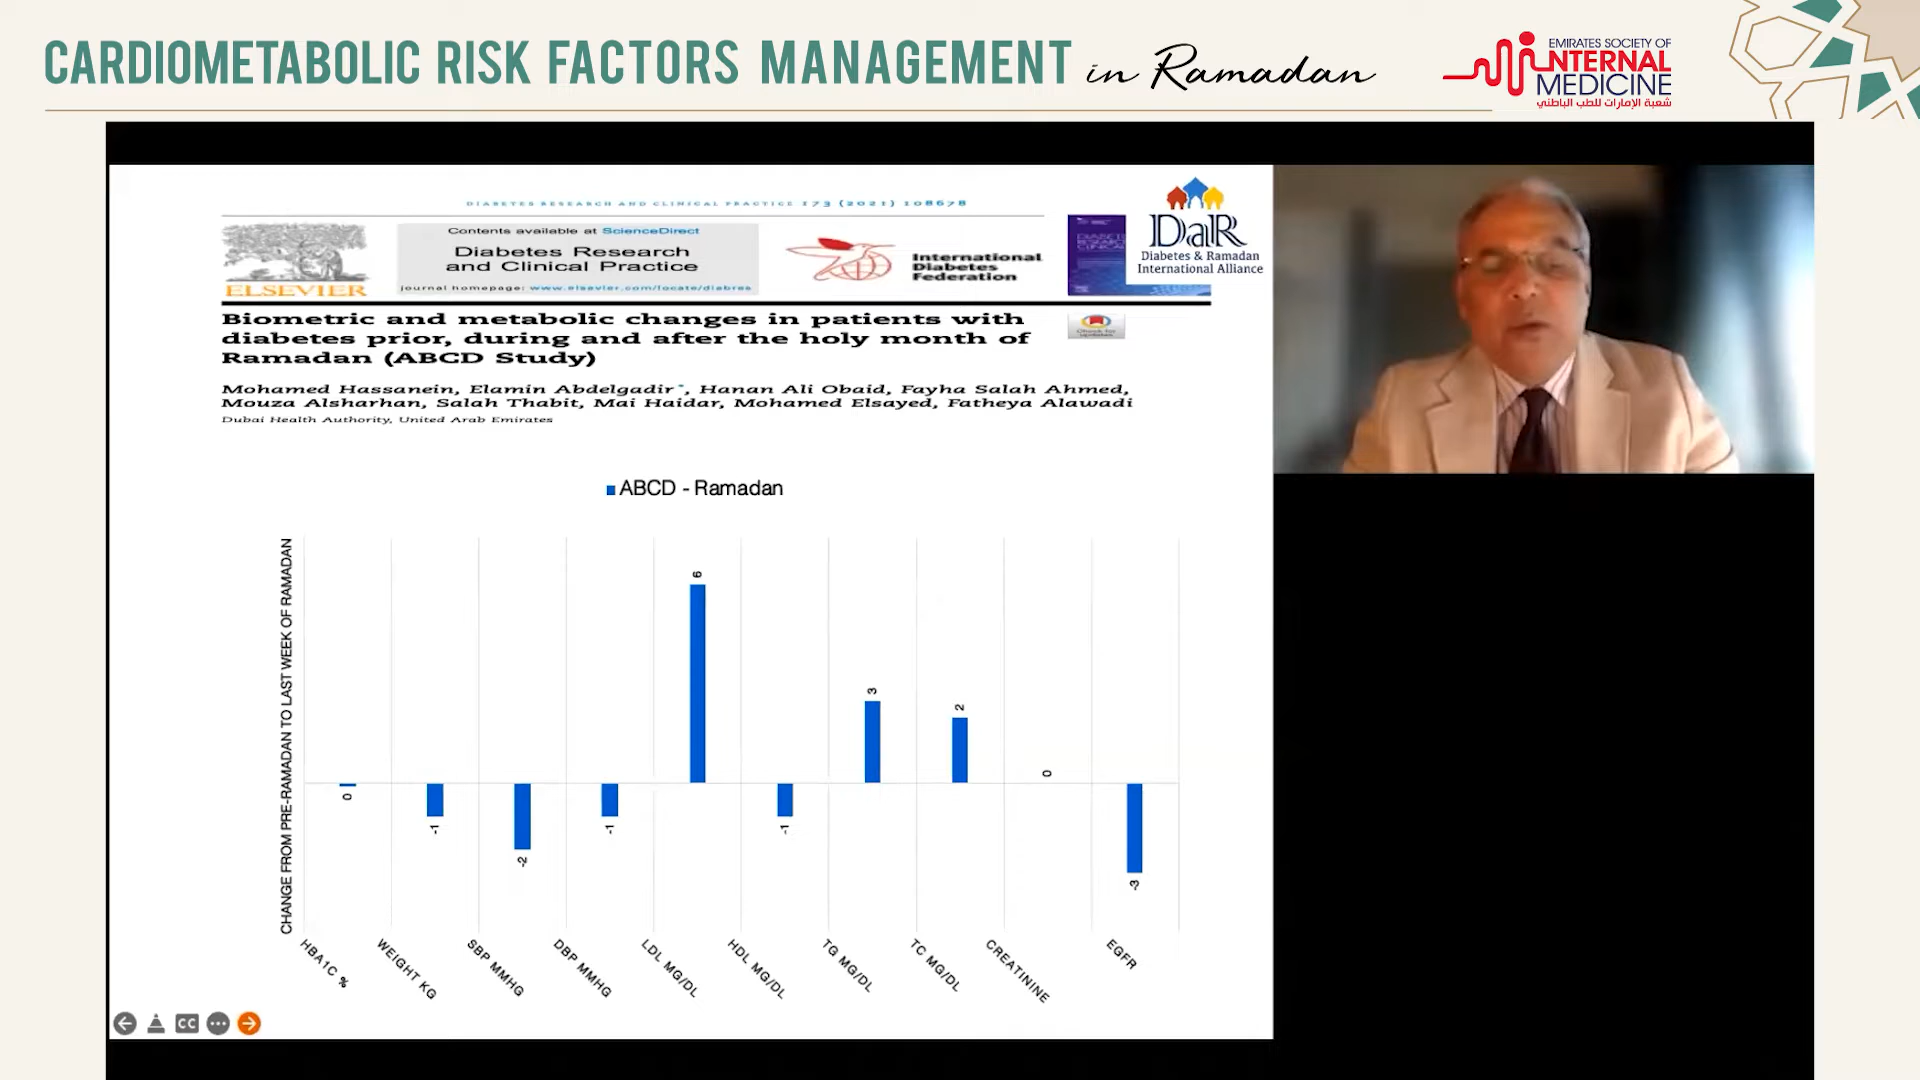 CARDIOMETABOLIC RISK FACTORS MANAGEMENT in Ramadan
EMIRATES SOCIETY OF
INTERNAL
MEDICINE
شعبة الإمارات للطب الباطني
DIABETES RESEARCH AND CLINICAL PRACTICE 173 (2021) 108678
Contents available at ScienceDirect
Diabetes Research
and Clinical Practice
journal homepage: www.elsevier.com/locate/diabres
ELSEVIER
International
Diabetes
Federation
DaR
Diabetes & Ramadan
International Alliance
Biometric and metabolic changes in patients with
diabetes prior, during and after the holy month of
Ramadan (ABCD Study)
Check for
updates
Mohamed Hassanein, Elamin Abdelgadir *, Hanan Ali Obaid, Fayha Salah Ahmed,
Mouza Alsharhan, Salah Thabit, Mai Haidar, Mohamed Elsayed, Fatheya Alawadi
Dubai Health Authority, United Arab Emirates
ABCD - Ramadan
CHANGE FROM PRE-RAMADAN TO LAST WEEK OF RAMADAN
0
-1
-2
-1
6
-1
3
2
0
-3
HBA1C %
WEIGHT KG
SBP MMHG
DBP MMHG
LDL MG/DL
HDL MG/DL
TG MG/DL
TC MG/DL
CREATININE
EGFR
CC